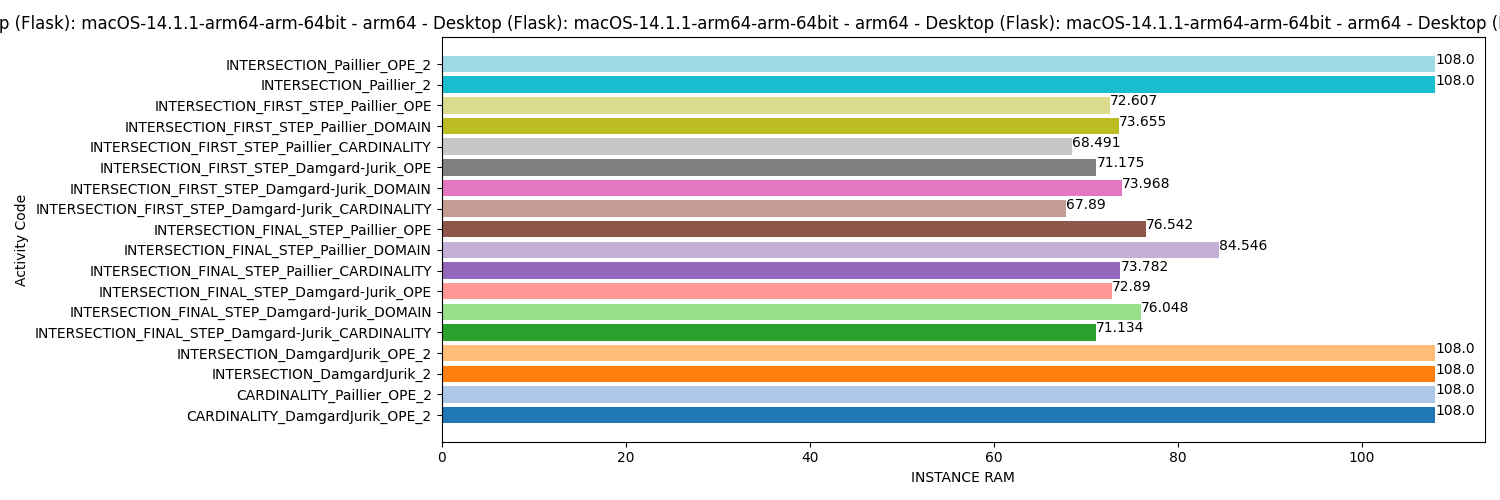 p (Flask): macOS-14.1.1-arm64-arm-64bit - arm64 - Desktop (Flask): macOS-14.1.1-arm64-arm-64bit - arm64 - Desktop (Flask): macOS-14.1.1-arm64-arm-64bit - arm64 - Desktop (
INTERSECTION_Paillier_OPE_2 108.0
INTERSECTION_Paillier_2 108.0
INTERSECTION_FIRST_STEP_Paillier_OPE 72.607
INTERSECTION_FIRST_STEP_Paillier_DOMAIN 73.655
INTERSECTION_FIRST_STEP_Paillier_CARDINALITY 68.491
INTERSECTION_FIRST_STEP_Damgard-Jurik_OPE 71.175
INTERSECTION_FIRST_STEP_Damgard-Jurik_DOMAIN 73.968
INTERSECTION_FIRST_STEP_Damgard-Jurik_CARDINALITY 67.89
INTERSECTION_FINAL_STEP_Paillier_OPE 76.542
INTERSECTION_FINAL_STEP_Paillier_DOMAIN 84.546
INTERSECTION_FINAL_STEP_Paillier_CARDINALITY 73.782
INTERSECTION_FINAL_STEP_Damgard-Jurik_OPE 72.89
INTERSECTION_FINAL_STEP_Damgard-Jurik_DOMAIN 76.048
INTERSECTION_FINAL_STEP_Damgard-Jurik_CARDINALITY 71.134
INTERSECTION_DamgardJurik_OPE_2 108.0
INTERSECTION_DamgardJurik_2 108.0
CARDINALITY_Paillier_OPE_2 108.0
CARDINALITY_DamgardJurik_OPE_2 108.0
Activity Code
0 20 40 60 80 100
INSTANCE RAM